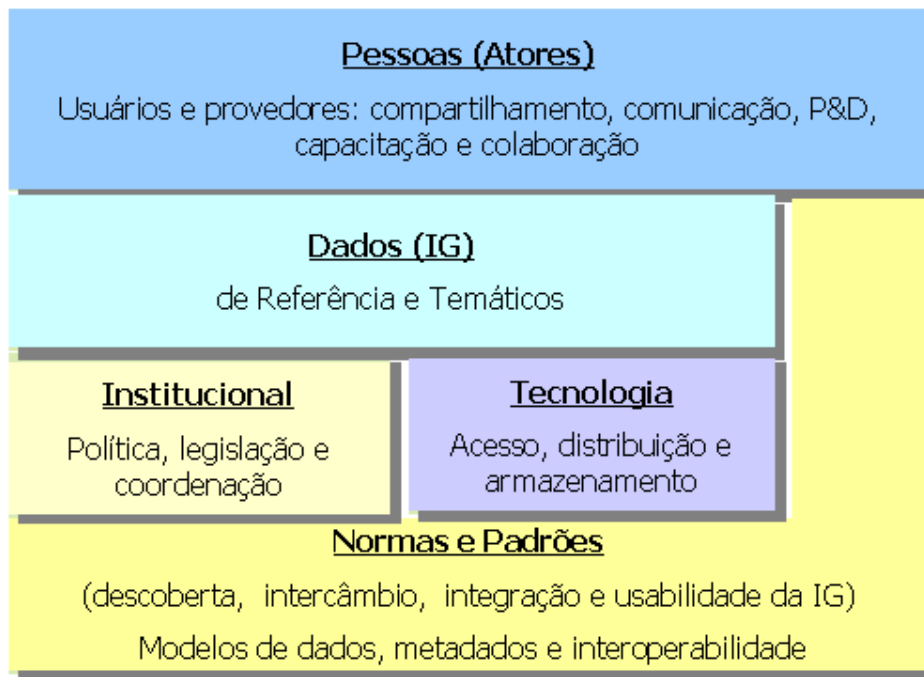 Pessoas (Atores)
Usuários e provedores: compartilhamento, comunicação, P&D,
capacitação e colaboração
Dados (IG)
de Referência e Temáticos
Institucional
Política, legislação e
coordenação
Tecnologia
Acesso, distribuição e
armazenamento
Normas e Padrões
(descoberta, intercâmbio, integração e usabilidade da IG)
Modelos de dados, metadados e interoperabilidade